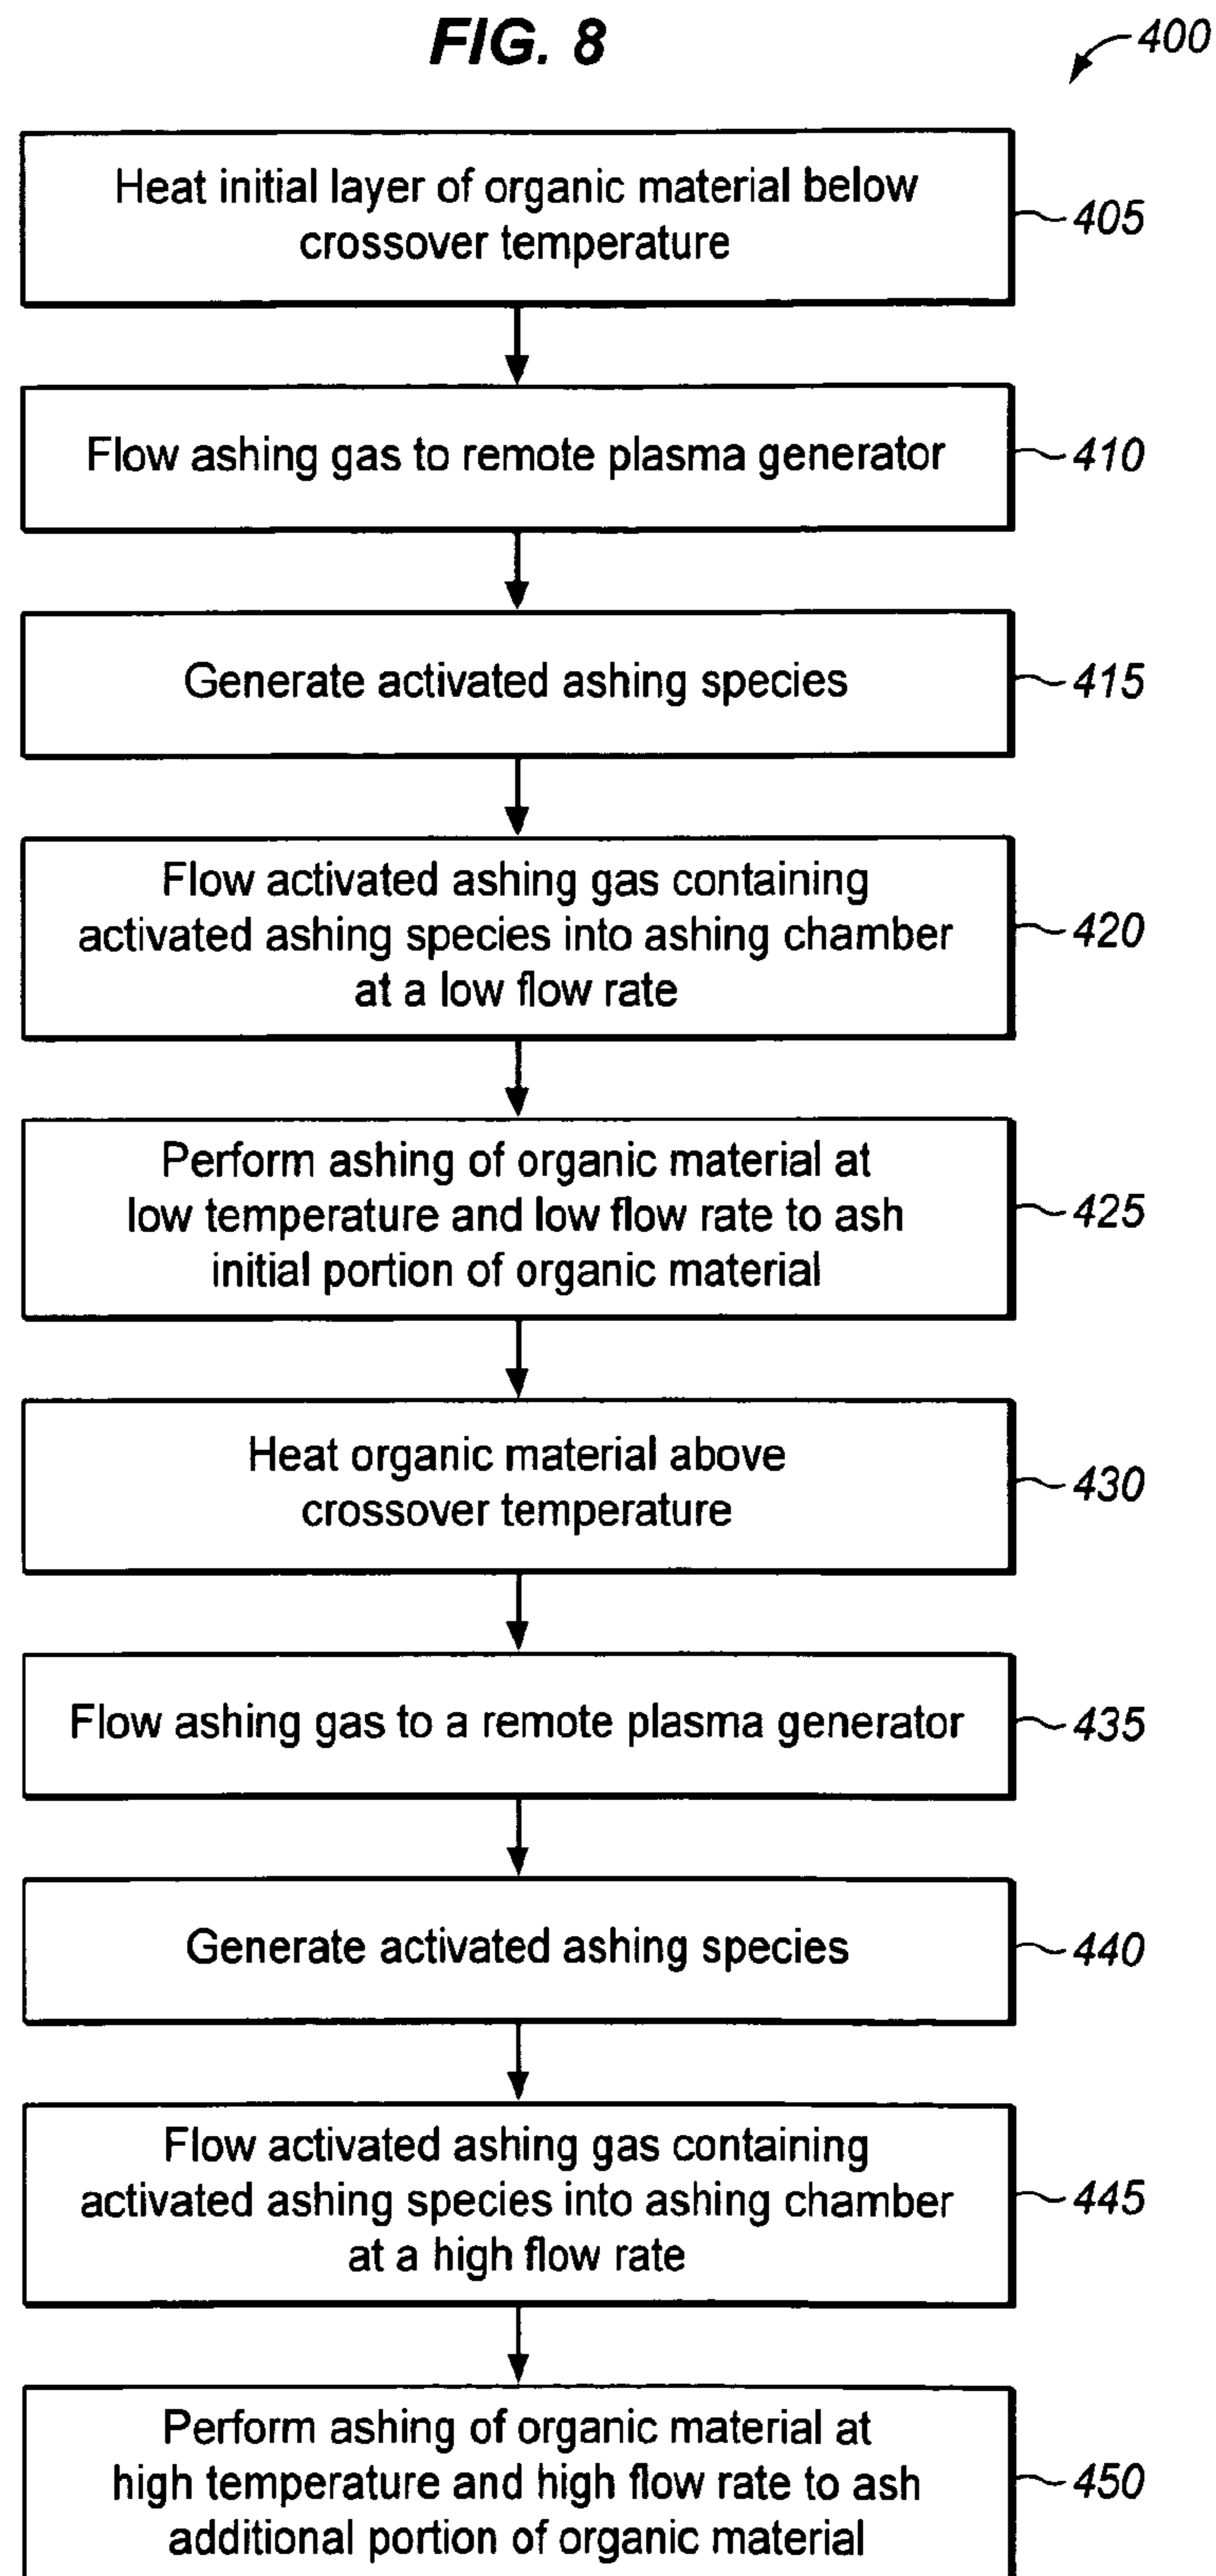 FIG. 8
400
Heat initial layer of organic material below
crossover temperature
405
Flow ashing gas to remote plasma generator
410
Generate activated ashing species
415
Flow activated ashing gas containing
activated ashing species into ashing chamber
at a low flow rate
420
Perform ashing of organic material at
low temperature and low flow rate to ash
initial portion of organic material
425
Heat organic material above
crossover temperature
430
Flow ashing gas to a remote plasma generator
435
Generate activated ashing species
440
Flow activated ashing gas containing
activated ashing species into ashing chamber
at a high flow rate
445
Perform ashing of organic material at
high temperature and high flow rate to ash
additional portion of organic material
450